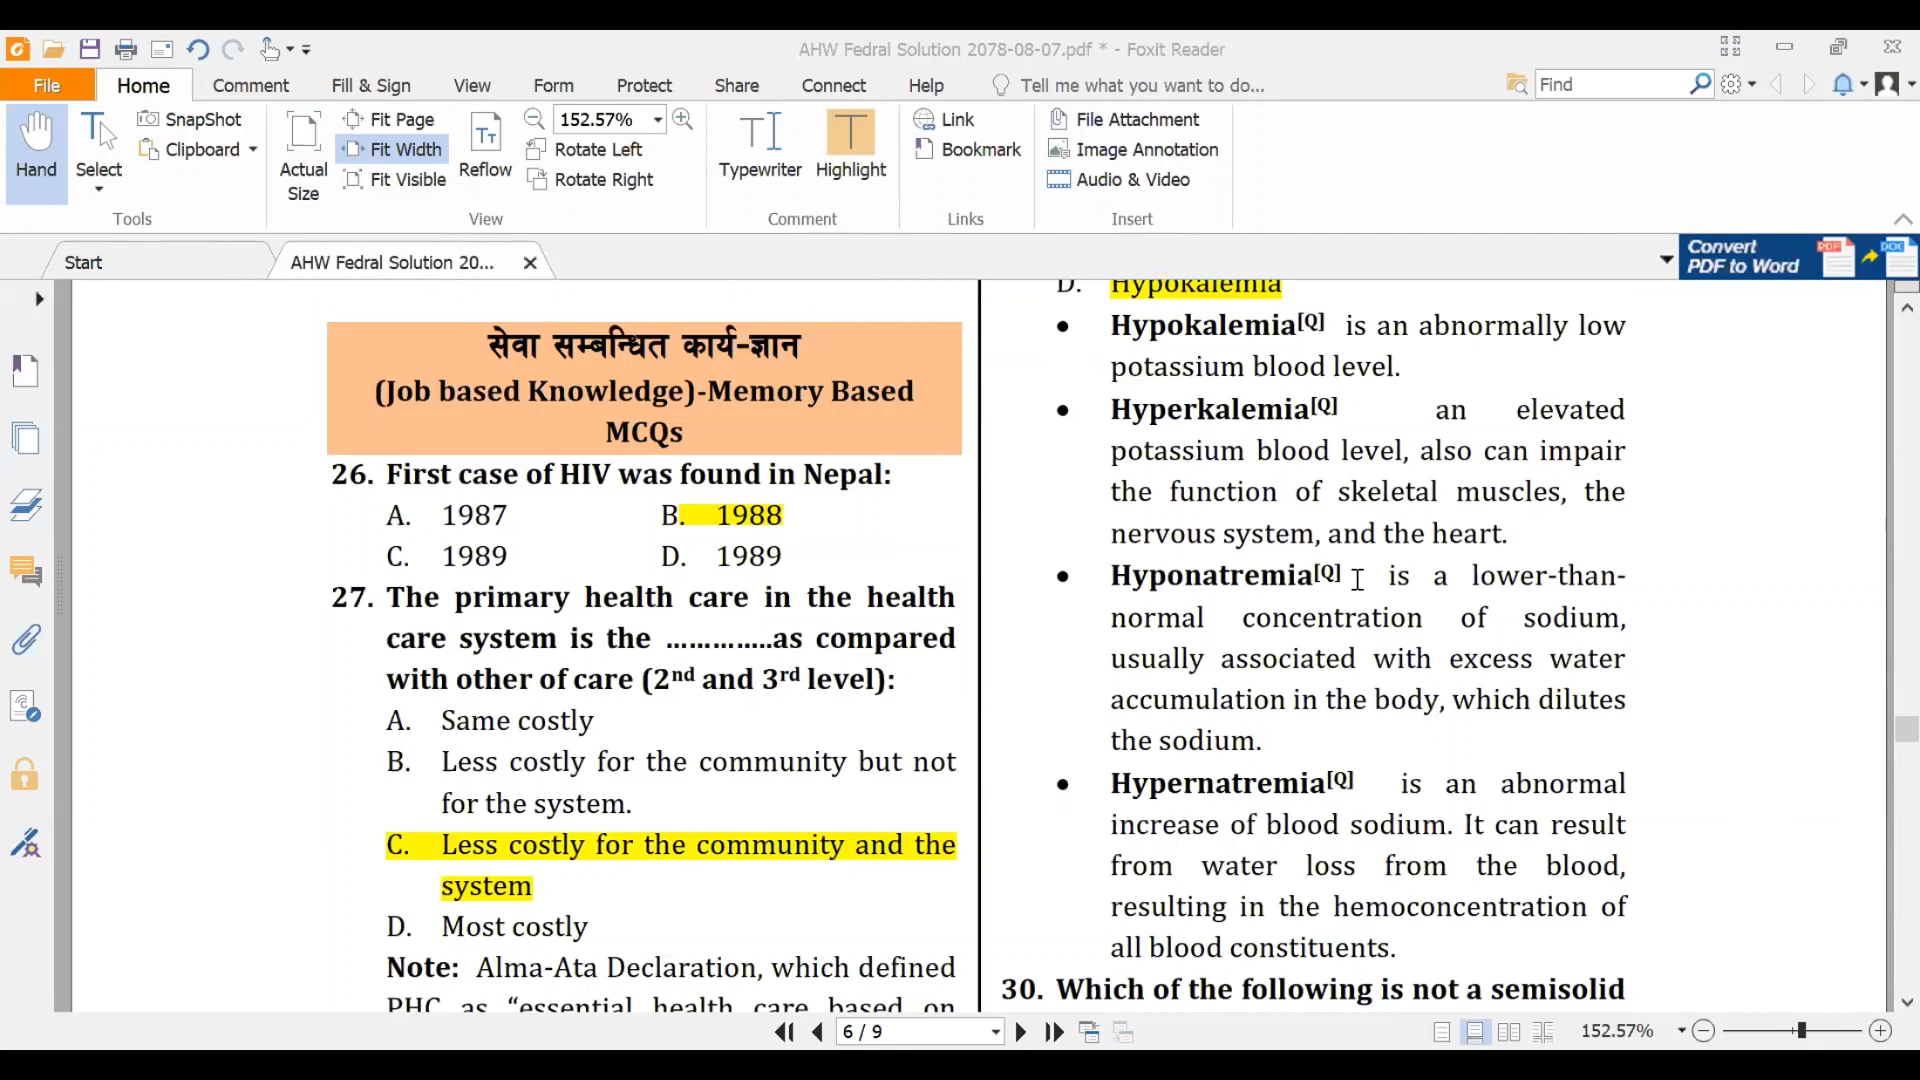 AHW Fedral Solution 2078-08-07.pdf * - Foxit Reader
File Home Comment Fill & Sign View Form Protect Share Connect Help Tell me what you want to do... Find
Hand
Select
SnapShot
Clipboard
Tools
Actual
Size
Fit Page
Fit Width
Fit Visible
Reflow
152.57%
Rotate Left
Rotate Right
View
Typewriter
Highlight
Comment
Link
Bookmark
Links
File Attachment
Image Annotation
Audio & Video
Insert
Start
AHW Fedral Solution 20...
Convert
PDF to Word
PDF
DOC
सेवा सम्बन्धित कार्य-ज्ञान
(Job based Knowledge)-Memory Based
MCQs
26. First case of HIV was found in Nepal:
A. 1987 B. 1988
C. 1989 D. 1989
27. The primary health care in the health
care system is the ..............as compared
with other of care (2nd and 3rd level):
A. Same costly
B. Less costly for the community but not
for the system.
C. Less costly for the community and the
system
D. Most costly
Note: Alma-Ata Declaration, which defined
PHC as “essential health care based on
D. Hypokalemia
• Hypokalemia[Q] is an abnormally low
potassium blood level.
• Hyperkalemia[Q] an elevated
potassium blood level, also can impair
the function of skeletal muscles, the
nervous system, and the heart.
• Hyponatremia[Q] is a lower-than-
normal concentration of sodium,
usually associated with excess water
accumulation in the body, which dilutes
the sodium.
• Hypernatremia[Q] is an abnormal
increase of blood sodium. It can result
from water loss from the blood,
resulting in the hemoconcentration of
all blood constituents.
30. Which of the following is not a semisolid
6 / 9
152.57%